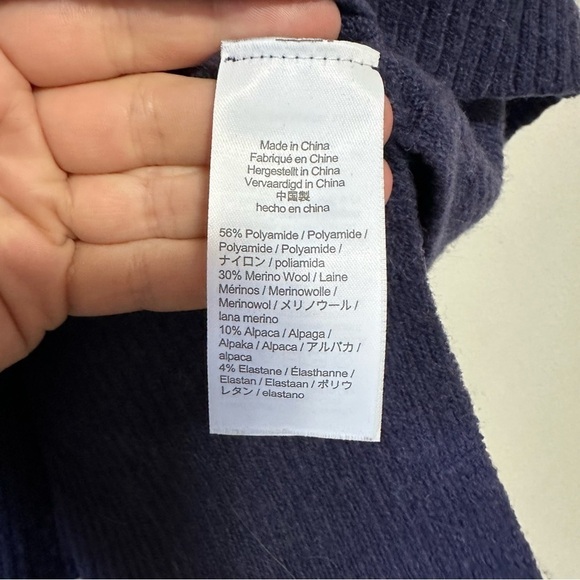 Made in China
Fabriqué en Chine
Hergestellt in China
Vervaardigd in China
中国製
hecho en china
56% Polyamide / Polyamide /
Polyamide / Polyamide /
ナイロン / poliamida
30% Merino Wool / Laine
Mérinos / Merinowolle /
Merinowol / メリノウール /
lana merino
10% Alpaca / Alpaga /
Alpaka / Alpaca / アルパカ /
alpaca
4% Elastane / Élasthanne /
Elastan / Elastaan / ポリウ
レタン / elastano